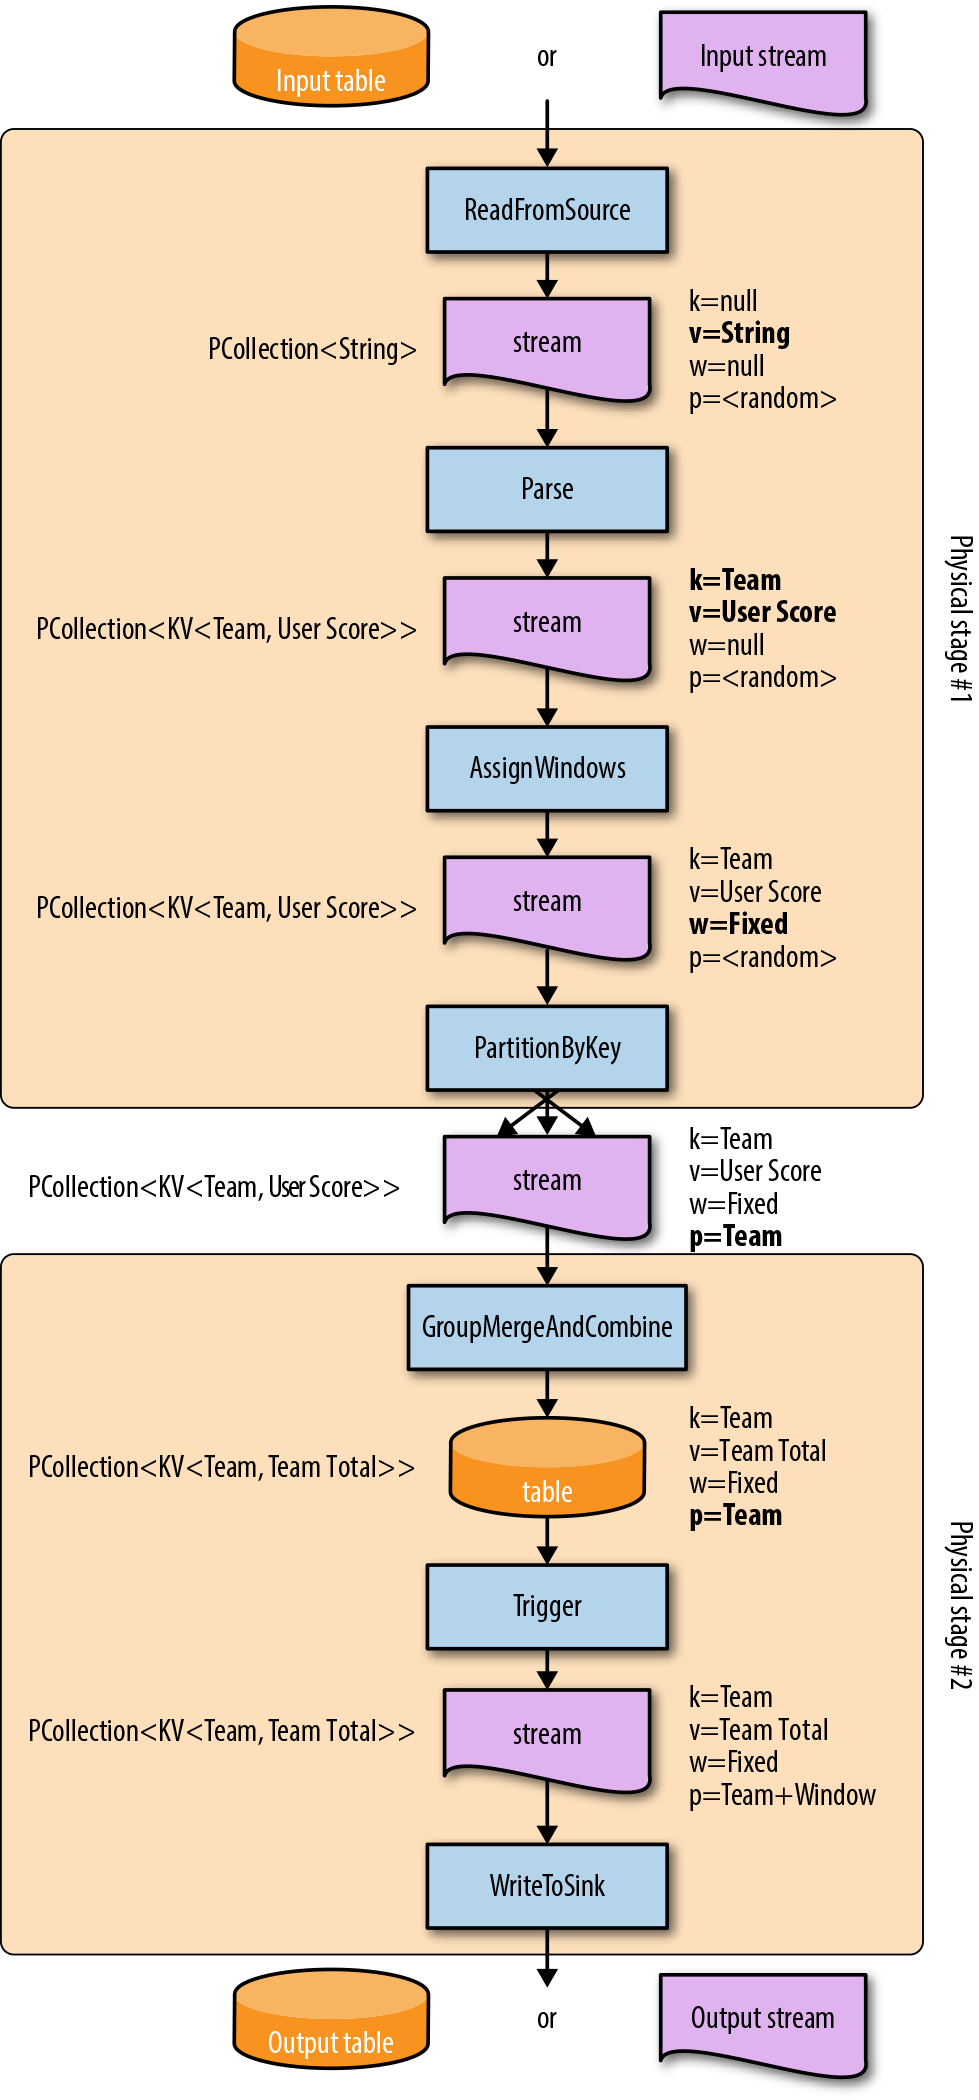 Input table
or
Input stream
ReadFromSource
PCollection<String>
stream
k=null
v=String
w=null
p=<random>
Parse
PCollection<KV<Team, User Score>>
stream
k=Team
v=User Score
w=null
p=<random>
AssignWindows
PCollection<KV<Team, User Score>>
stream
k=Team
v=User Score
w=Fixed
p=<random>
PartitionByKey
Physical stage #1
PCollection<KV<Team, User Score>>
stream
k=Team
v=User Score
w=Fixed
p=Team
GroupMergeAndCombine
PCollection<KV<Team, Team Total>>
table
k=Team
v=Team Total
w=Fixed
p=Team
Trigger
PCollection<KV<Team, Team Total>>
stream
k=Team
v=Team Total
w=Fixed
p=Team+Window
WriteToSink
Physical stage #2
Output table
or
Output stream